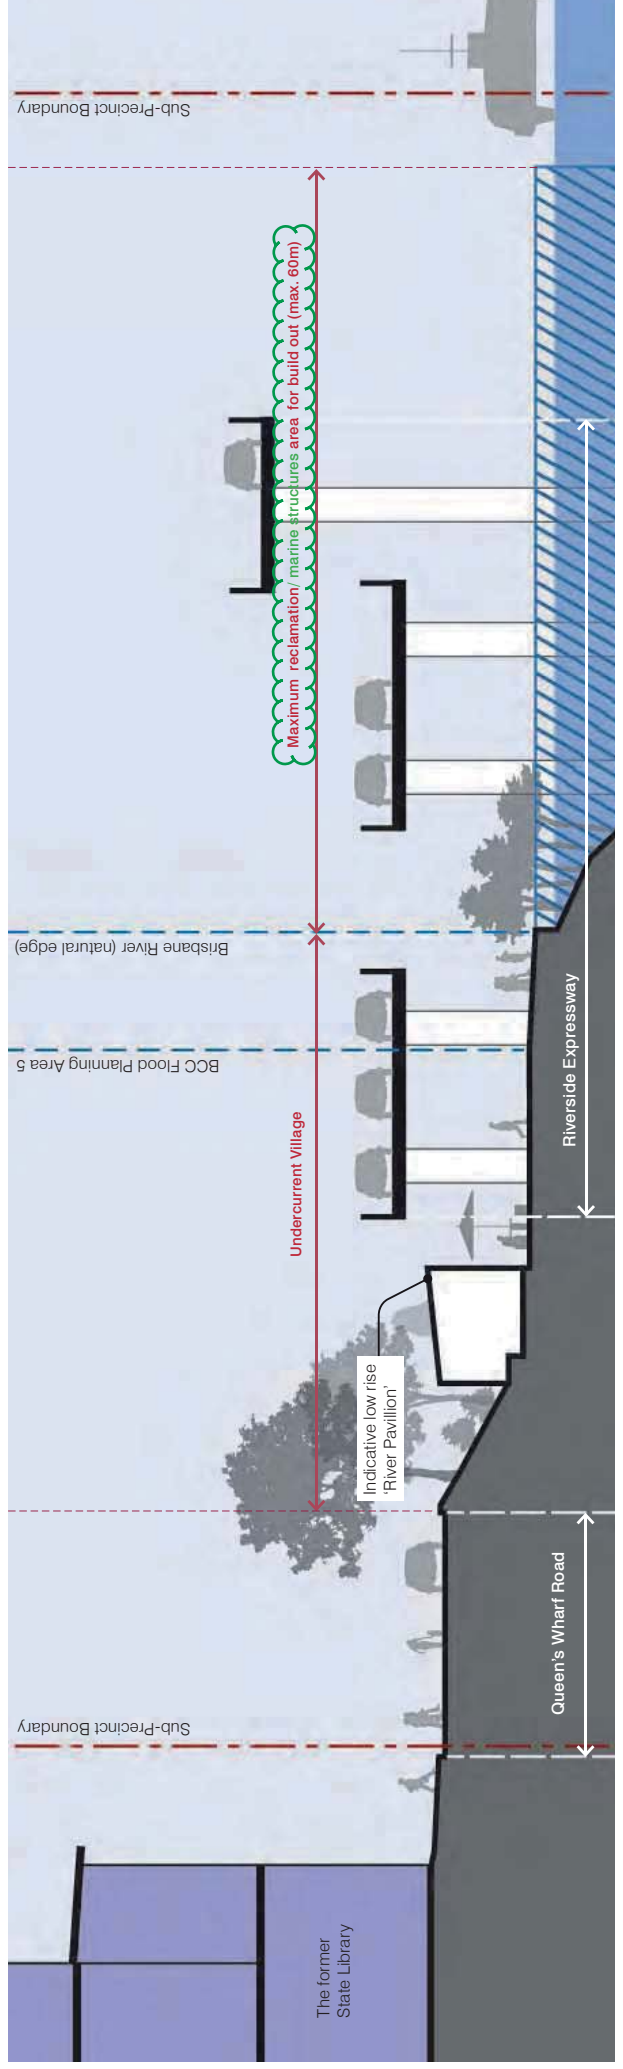 The former
State Library
Sub-Precinct Boundary
Queen's Wharf Road
Indicative low rise
'River Pavillion'
Undercurrent Village
Riverside Expressway
BCC Flood Planning Area 5
Brisbane River (natural edge)
Maximum reclamation/ marine structures area for build out (max. 60m)
Sub-Precinct Boundary